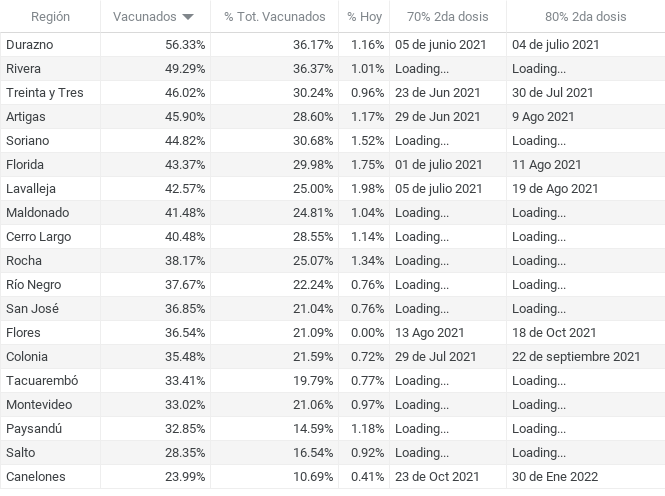 Región Vacunados % Tot. Vacunados % Hoy 70% 2da dosis 80% 2da dosis
Durazno 56.33% 36.17% 1.16% 05 de junio 2021 04 de julio 2021
Rivera 49.29% 36.37% 1.01% Loading... Loading...
Treinta y Tres 46.02% 30.24% 0.96% 23 de Jun 2021 30 de Jul 2021
Artigas 45.90% 28.60% 1.17% 29 de Jun 2021 9 Ago 2021
Soriano 44.82% 30.68% 1.52% Loading... Loading...
Florida 43.37% 29.98% 1.75% 01 de julio 2021 11 Ago 2021
Lavalleja 42.57% 25.00% 1.98% 05 de julio 2021 19 de Ago 2021
Maldonado 41.48% 24.81% 1.04% Loading... Loading...
Cerro Largo 40.48% 28.55% 1.14% Loading... Loading...
Rocha 38.17% 25.07% 1.34% Loading... Loading...
Río Negro 37.67% 22.24% 0.76% Loading... Loading...
San José 36.85% 21.04% 0.76% Loading... Loading...
Flores 36.54% 21.09% 0.00% 13 Ago 2021 18 de Oct 2021
Colonia 35.48% 21.59% 0.72% 29 de Jul 2021 22 de septiembre 2021
Tacuarembó 33.41% 19.79% 0.77% Loading... Loading...
Montevideo 33.02% 21.06% 0.97% Loading... Loading...
Paysandú 32.85% 14.59% 1.18% Loading... Loading...
Salto 28.35% 16.54% 0.92% Loading... Loading...
Canelones 23.99% 10.69% 0.41% 23 de Oct 2021 30 de Ene 2022